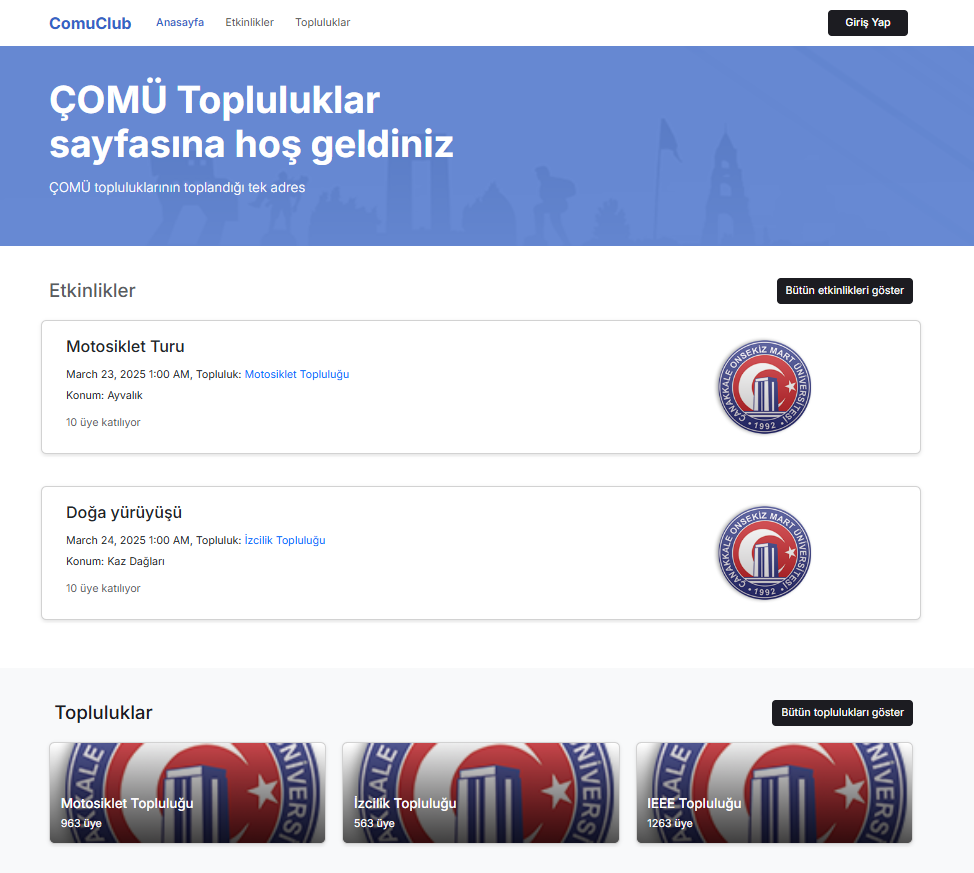 ComuClub Anasayfa Etkinlikler Topluluklar Giriş Yap
ÇOMÜ Topluluklar
sayfasına hoş geldiniz
ÇOMÜ topluluklarının toplandığı tek adres
Etkinlikler Bütün etkinlikleri göster
Motosiklet Turu
March 23, 2025 1:00 AM, Topluluk: Motosiklet Topluluğu
Konum: Ayvalık
10 üye katılıyor
ÇANAKKALE ONSEKİZ MART ÜNİVERSİTESİ
• 1992 •
Doğa yürüyüşü
March 24, 2025 1:00 AM, Topluluk: İzcilik Topluluğu
Konum: Kaz Dağları
10 üye katılıyor
ÇANAKKALE ONSEKİZ MART ÜNİVERSİTESİ
• 1992 •
Topluluklar Bütün toplulukları göster
Motosiklet Topluluğu
963 üye
İzcilik Topluluğu
563 üye
IEEE Topluluğu
1263 üye